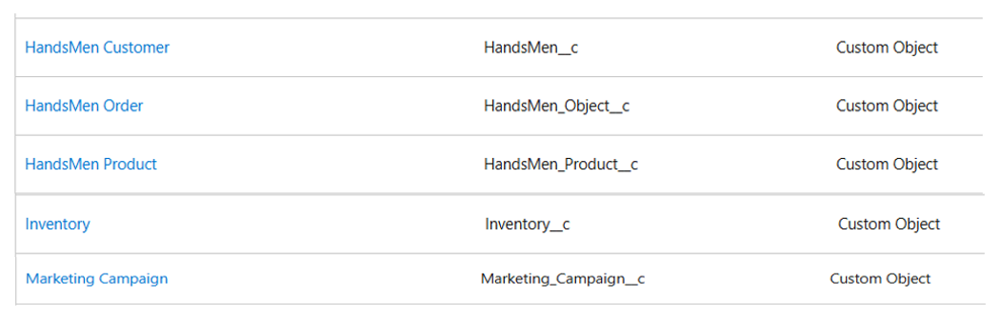 HandsMen Customer HandsMen__c Custom Object
HandsMen Order HandsMen_Object__c Custom Object
HandsMen Product HandsMen_Product__c Custom Object
Inventory Inventory__c Custom Object
Marketing Campaign Marketing_Campaign__c Custom Object